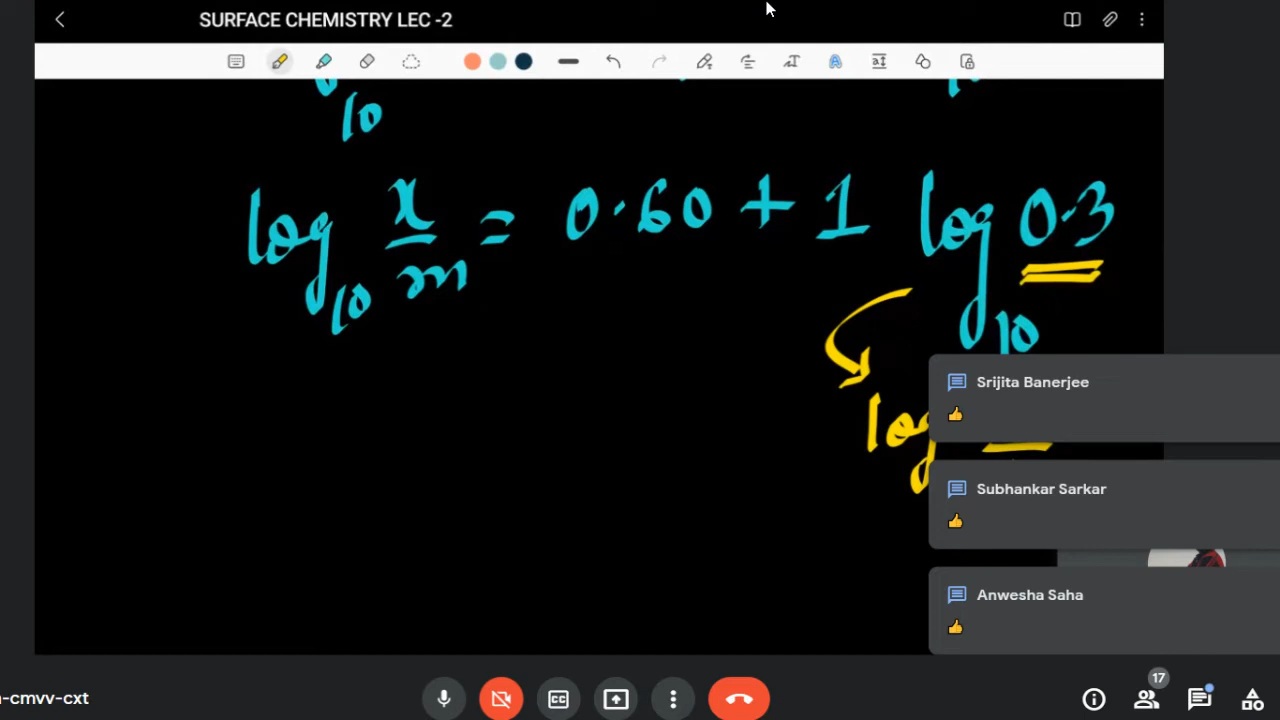 SURFACE CHEMISTRY LEC -2
10
log10 x/m = 0.60 + 1 log10 0.3
log
Srijita Banerjee
👍
Subhankar Sarkar
👍
Anwesha Saha
👍
-cmvv-cxt
17